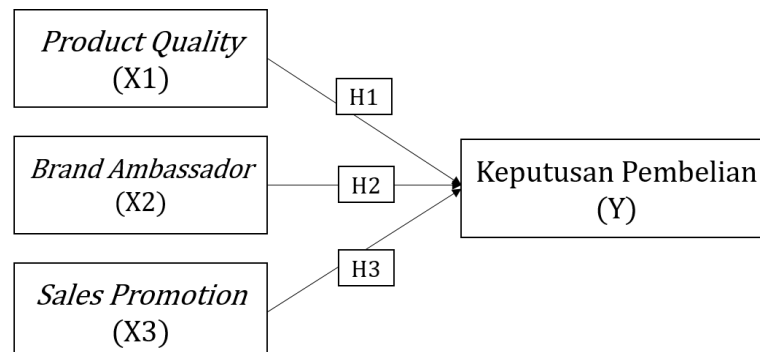 Product Quality
(X1)
H1
Brand Ambassador
(X2)
H2
Keputusan Pembelian
(Y)
H3
Sales Promotion
(X3)